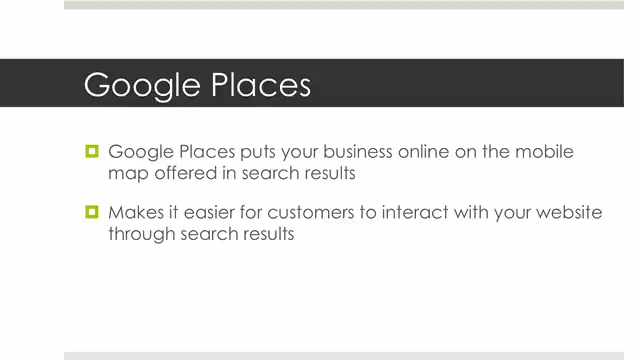 Google Places
Google Places puts your business online on the mobile
map offered in search results
Makes it easier for customers to interact with your website
through search results